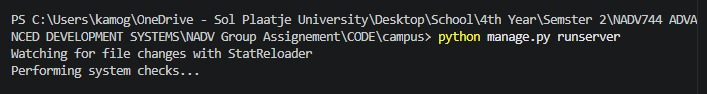 PS C:\Users\kamog\OneDrive - Sol Plaatje University\Desktop\School\4th Year\Semster 2\NADV744 ADVA
NCED DEVELOPMENT SYSTEMS\NADV Group Assignement\CODE\campus> python manage.py runserver
Watching for file changes with StatReloader
Performing system checks...